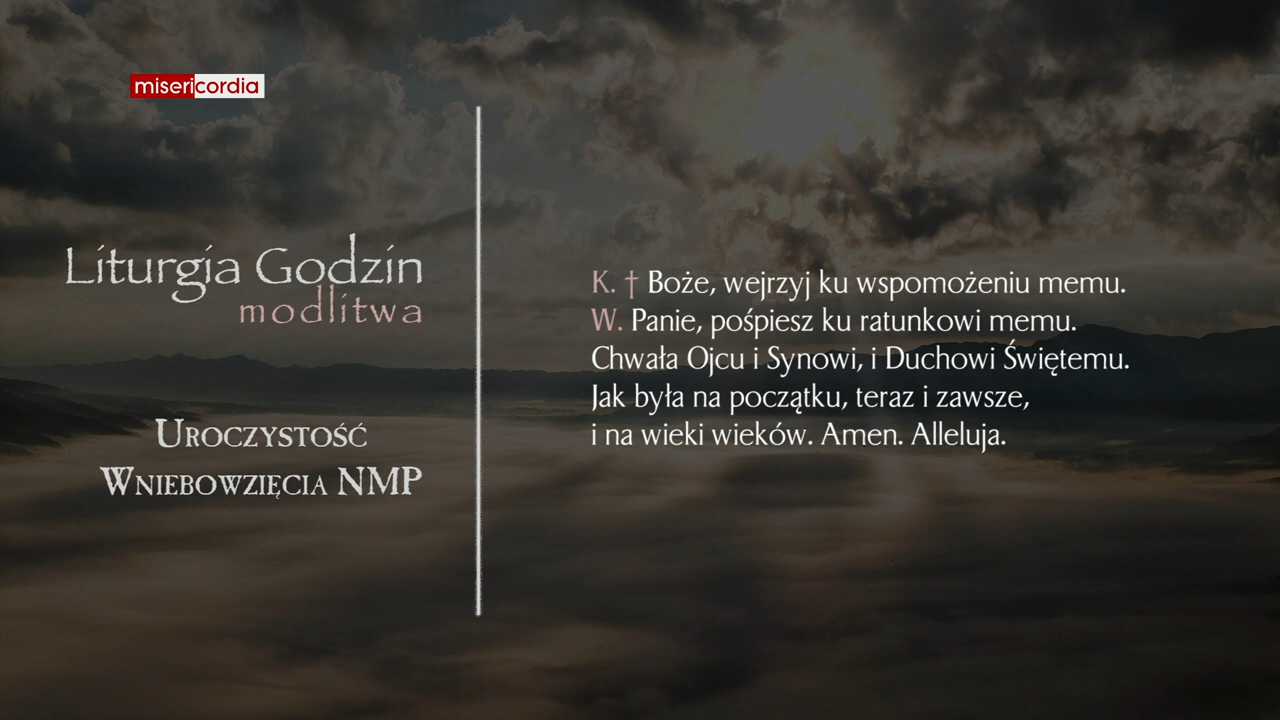 misericordia
Liturgia Godzin
modlitwa
Uroczystość
Wniebowzięcia NMP
K. † Boże, wejrzyj ku wspomożeniu memu.
W. Panie, pośpiesz ku ratunkowi memu.
Chwała Ojcu i Synowi, i Duchowi Świętemu.
Jak była na początku, teraz i zawsze,
i na wieki wieków. Amen. Alleluja.